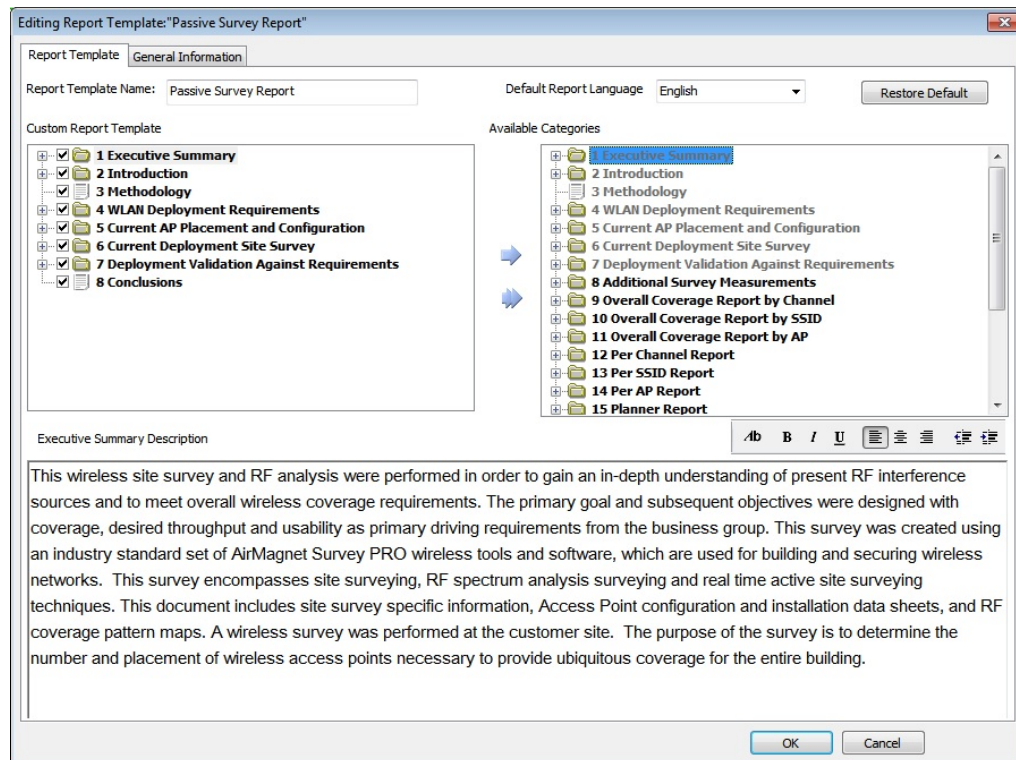 Editing Report Template:"Passive Survey Report"
Report Template
General Information
Report Template Name:
Passive Survey Report
Default Report Language
English
Restore Default
Custom Report Template
1 Executive Summary
2 Introduction
3 Methodology
4 WLAN Deployment Requirements
5 Current AP Placement and Configuration
6 Current Deployment Site Survey
7 Deployment Validation Against Requirements
8 Conclusions
Available Categories
1 Executive Summary
2 Introduction
3 Methodology
4 WLAN Deployment Requirements
5 Current AP Placement and Configuration
6 Current Deployment Site Survey
7 Deployment Validation Against Requirements
8 Additional Survey Measurements
9 Overall Coverage Report by Channel
10 Overall Coverage Report by SSID
11 Overall Coverage Report by AP
12 Per Channel Report
13 Per SSID Report
14 Per AP Report
15 Planner Report
Executive Summary Description
Ab B I U
This wireless site survey and RF analysis were performed in order to gain an in-depth understanding of present RF interference
sources and to meet overall wireless coverage requirements. The primary goal and subsequent objectives were designed with
coverage, desired throughput and usability as primary driving requirements from the business group. This survey was created using
an industry standard set of AirMagnet Survey PRO wireless tools and software, which are used for building and securing wireless
networks.  This survey encompasses site surveying, RF spectrum analysis surveying and real time active site surveying
techniques. This document includes site survey specific information, Access Point configuration and installation data sheets, and RF
coverage pattern maps. A wireless survey was performed at the customer site.  The purpose of the survey is to determine the
number and placement of wireless access points necessary to provide ubiquitous coverage for the entire building.
OK
Cancel